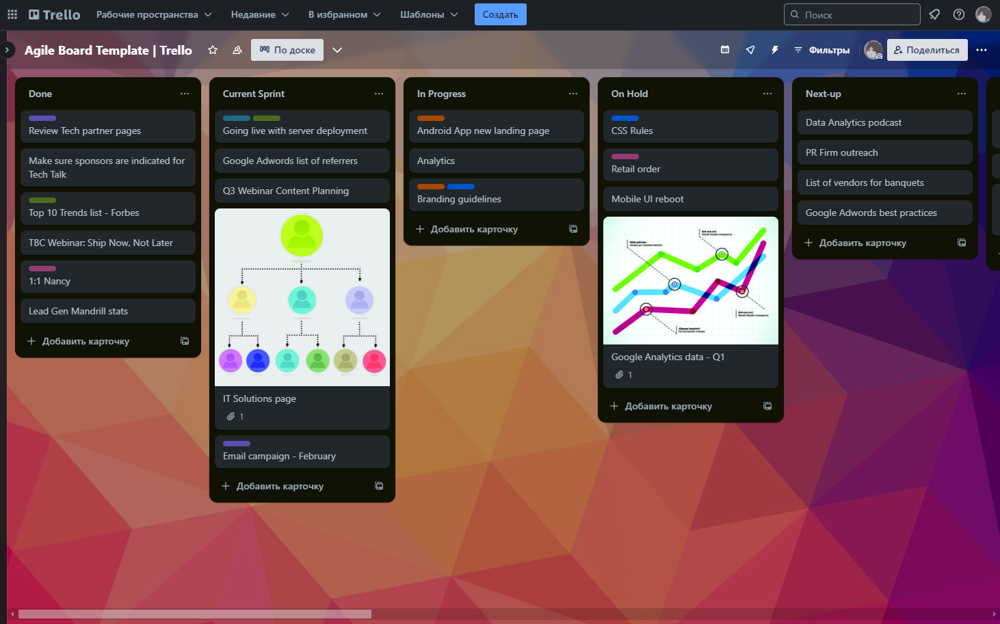 Trello
Рабочие пространства
Недавние
В избранном
Шаблоны
Создать
Поиск
Agile Board Template | Trello
По доске
Фильтры
Поделиться
Done
Review Tech partner pages
Make sure sponsors are indicated for
Tech Talk
Top 10 Trends list - Forbes
TBC Webinar: Ship Now, Not Later
1:1 Nancy
Lead Gen Mandrill stats
Добавить карточку
Current Sprint
Going live with server deployment
Google Adwords list of referrers
Q3 Webinar Content Planning
IT Solutions page
1
Email campaign - February
Добавить карточку
In Progress
Android App new landing page
Analytics
Branding guidelines
Добавить карточку
On Hold
CSS Rules
Retail order
Mobile UI reboot
Google Analytics data - Q1
1
Добавить карточку
Next-up
Data Analytics podcast
PR Firm outreach
List of vendors for banquets
Google Adwords best practices
Добавить карточку